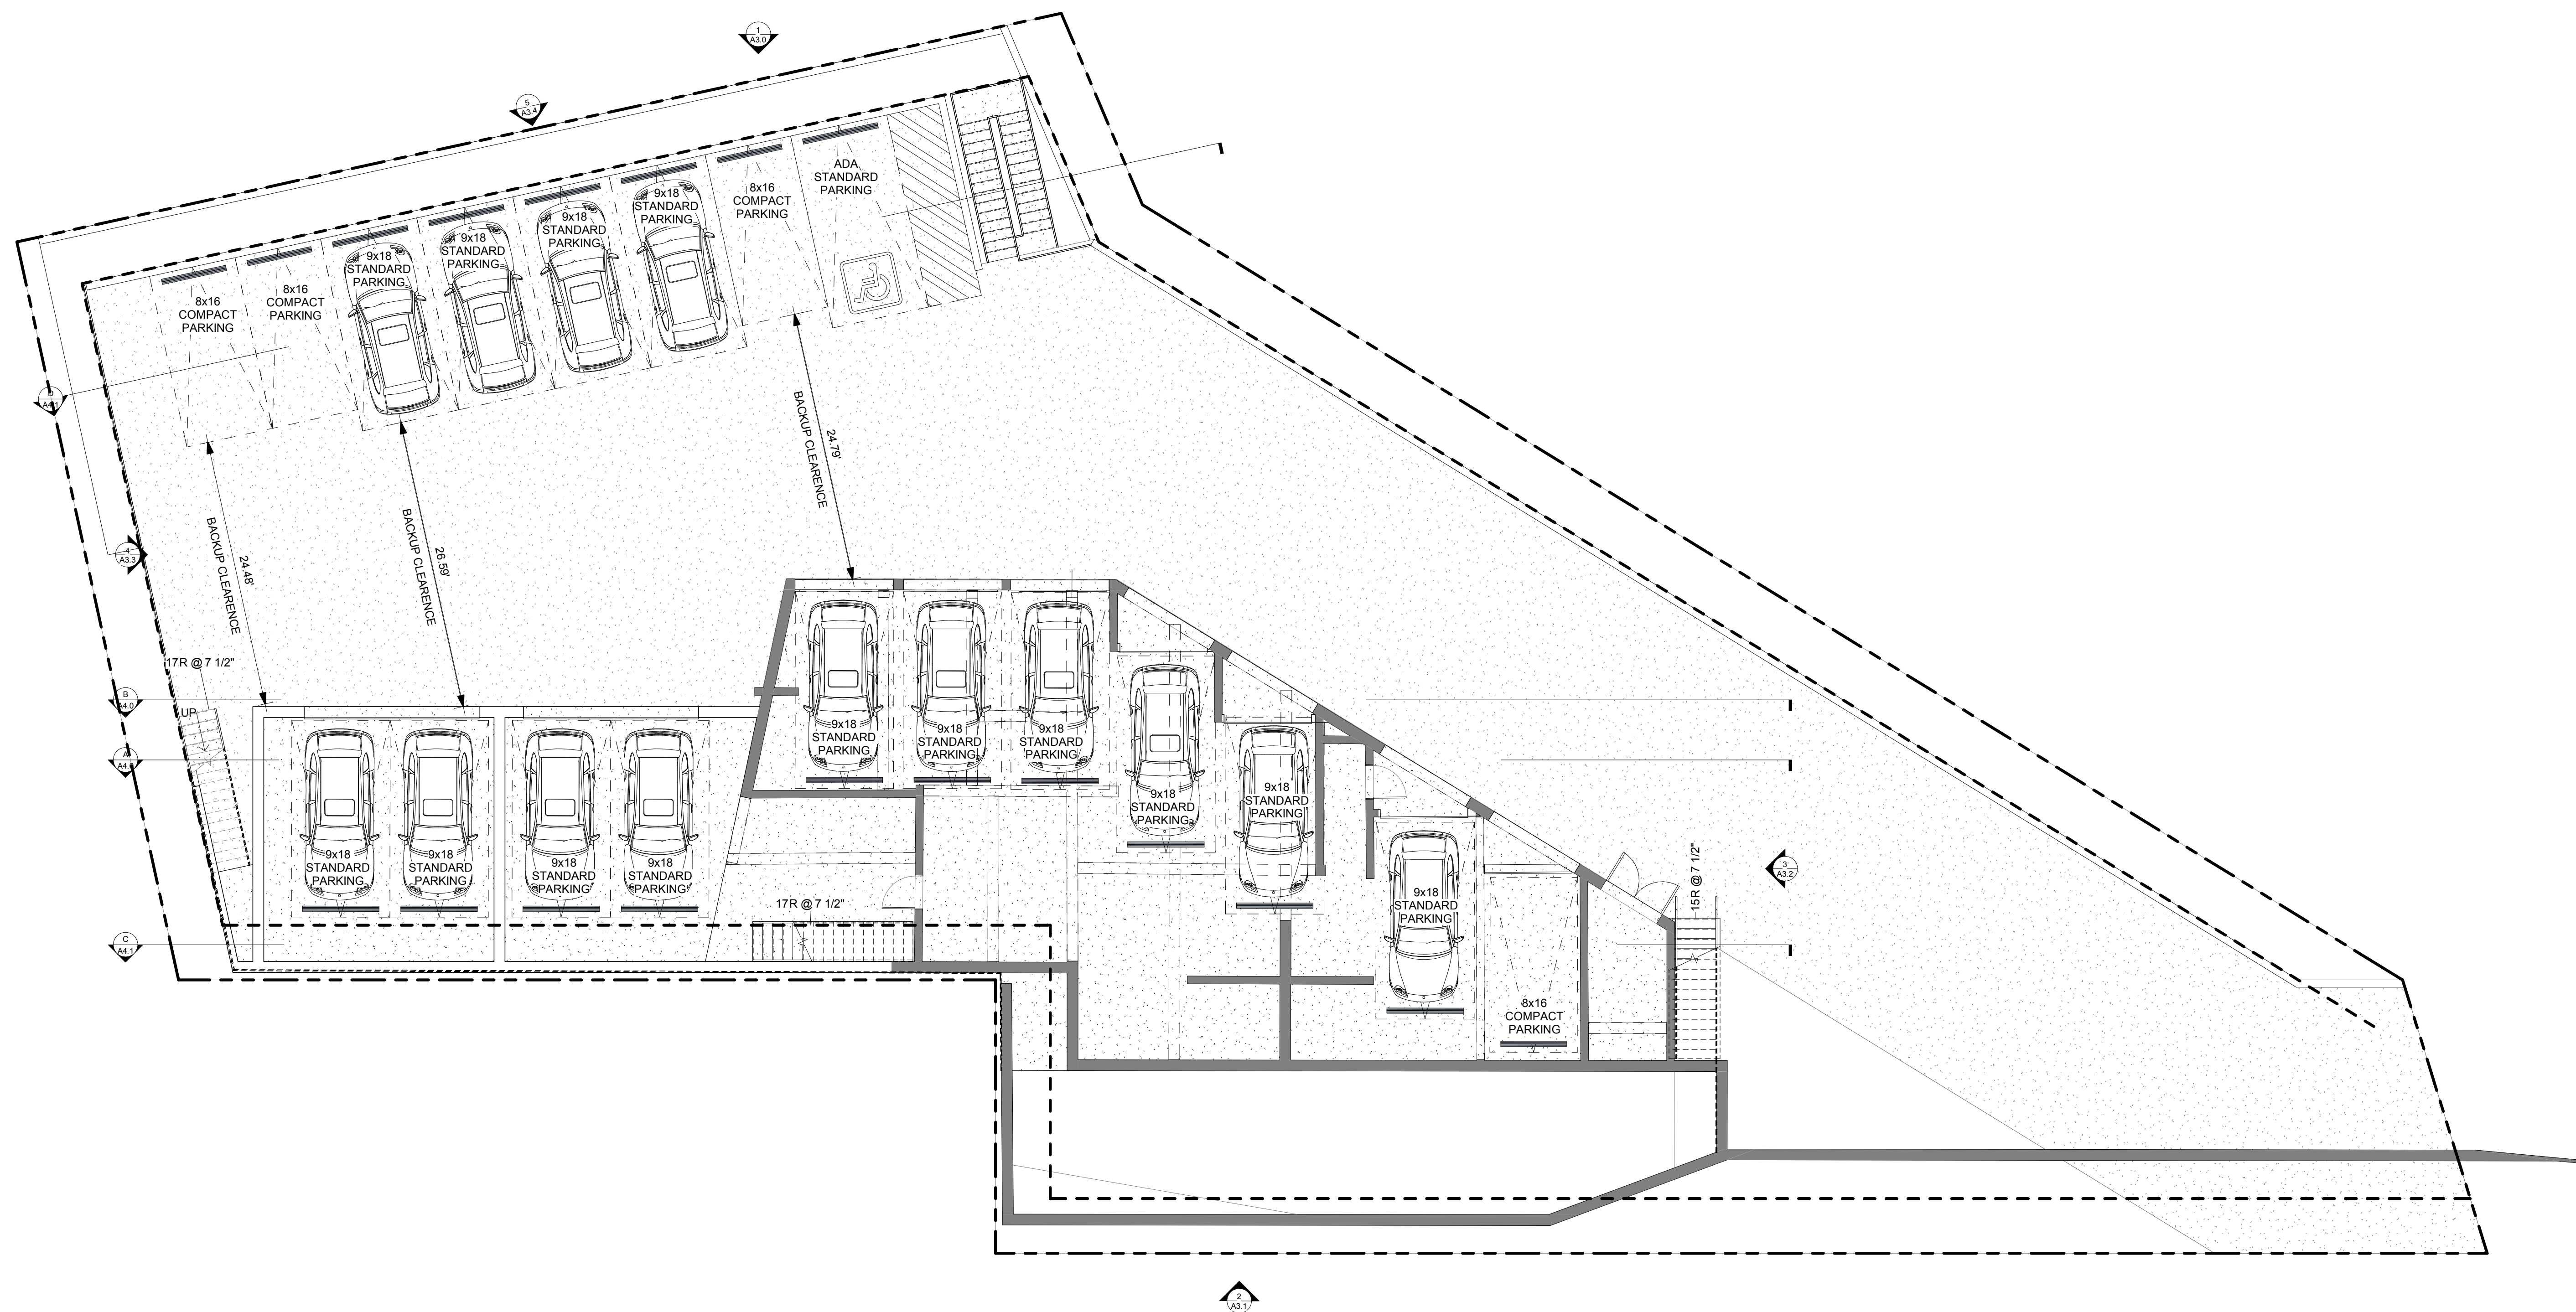 1
A3.0
5
A3.4
ADA
STANDARD
PARKING
8x16
COMPACT
PARKING
9x18
STANDARD
PARKING
9x18
STANDARD
PARKING
9x18
STANDARD
PARKING
9x18
STANDARD
PARKING
8x16
COMPACT
PARKING
8x16
COMPACT
PARKING
D
A4.1
24.79'
BACKUP CLEARENCE
26.59'
BACKUP CLEARENCE
24.48'
BACKUP CLEARENCE
4
A3.3
17R @ 7 1/2"
UP
B
A4.0
A
C
A4.1
9x18
STANDARD
PARKING
9x18
STANDARD
PARKING
9x18
STANDARD
PARKING
9x18
STANDARD
PARKING
9x18
STANDARD
PARKING
9x18
STANDARD
PARKING
9x18
STANDARD
PARKING
9x18
STANDARD
PARKING
9x18
STANDARD
PARKING
9x18
STANDARD
PARKING
17R @ 7 1/2"
8x16
COMPACT
PARKING
15R @ 7 1/2"
3
A3.2
2
A3.1